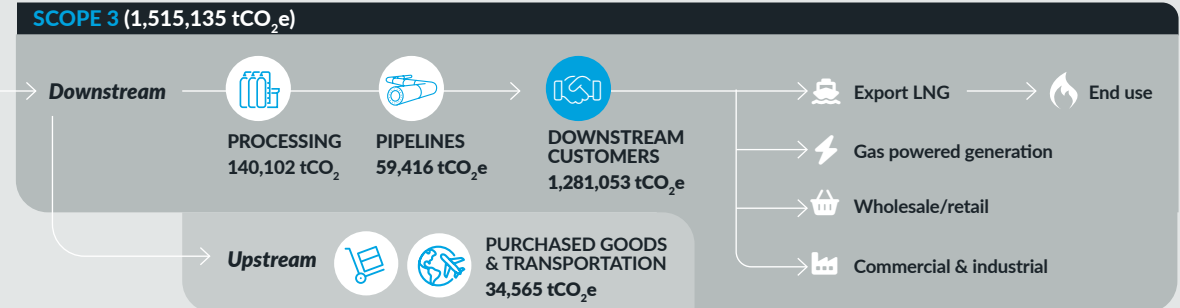 SCOPE 3 (1,515,135 tCO₂e)
Downstream
PROCESSING
140,102 tCO₂
PIPELINES
59,416 tCO₂e
DOWNSTREAM
CUSTOMERS
1,281,053 tCO₂e
Export LNG
End use
Gas powered generation
Wholesale/retail
Commercial & industrial
Upstream
PURCHASED GOODS
& TRANSPORTATION
34,565 tCO₂e